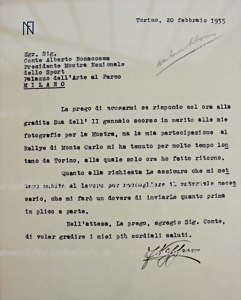 Torino, 20 febbraio 1935
Egr. Sig.
Conte Alberto Bonacossa
Presidente Mostra Nazionale
dello Sport
Palazzo dell'Arte al Parco
MILANO
La prego di scusarmi se rispondo sol ora alla
gradita Sua dell' II gennaio scorso in merito alle mie
fotografie per la Mostra, ma la mia partecipazione al
Rallye di Monte Carlo mi ha tenuto per molto tempo lon
tano da Torino, alla quale solo ora ho fatto ritorno.
Quanto alla richiesta Le assicuro che mi met
terò subito al lavoro per raccogliere il materiale neces
sario, che mi farò un dovere di inviarLe quanto prima
in plico a parte.
Nell'attesa, La prego, egregio Sig. Conte,
di voler gradire i miei più cordiali saluti.